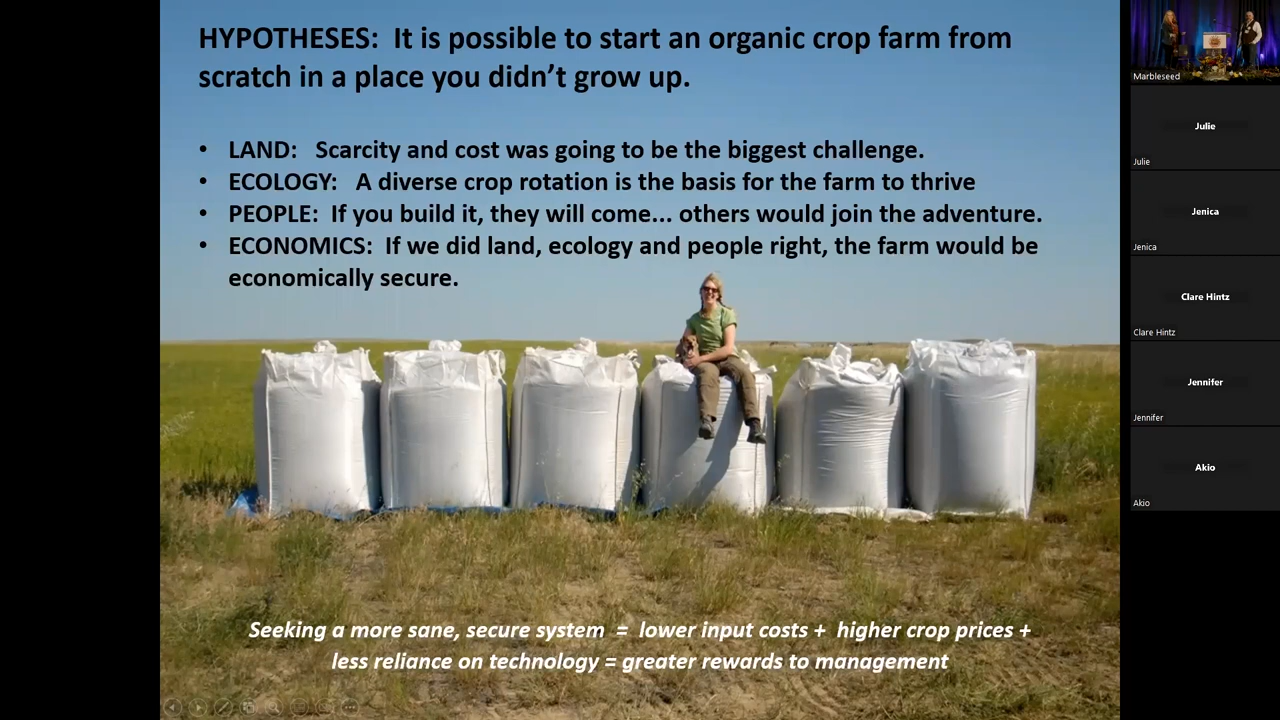 HYPOTHESES:  It is possible to start an organic crop farm from
scratch in a place you didn’t grow up.
• LAND:   Scarcity and cost was going to be the biggest challenge.
• ECOLOGY:   A diverse crop rotation is the basis for the farm to thrive
• PEOPLE:  If you build it, they will come... others would join the adventure.
• ECONOMICS:  If we did land, ecology and people right, the farm would be
economically secure.
Seeking a more sane, secure system  =  lower input costs +  higher crop prices +
less reliance on technology = greater rewards to management
Marbleseed
Julie
Julie
Jenica
Jenica
Clare Hintz
Clare Hintz
Jennifer
Jennifer
Akio
Akio